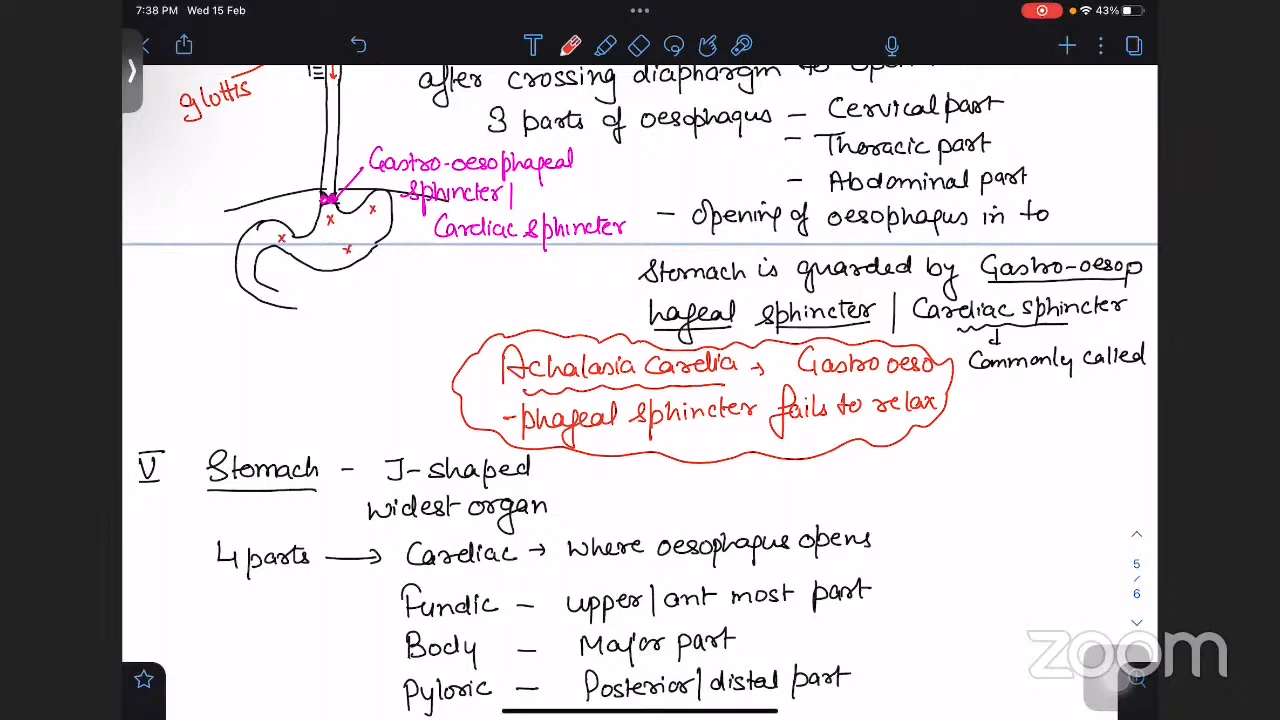 7:38 PM Wed 15 Feb
43%
after crossing diaphargm to open
glottis
3 parts of oesophagus - Cervical part
- Thoracic part
- Abdominal part
Gastro-oesophageal
sphincter/
Cardiac sphincter
- Opening of oesophagus in to
Stomach is guarded by Gastro-oesop
hageal sphincter | Cardiac sphincter
Commonly called
Achalasia cardia → Gastro oeso
-phageal sphincter fails to relax
V Stomach - J-shaped
widest organ
4 parts → Cardiac → where oesophagus opens
Fundic - upper/ant most part
Body - Major part
Pyloric - Posterior/distal part
5
/
6
zoom